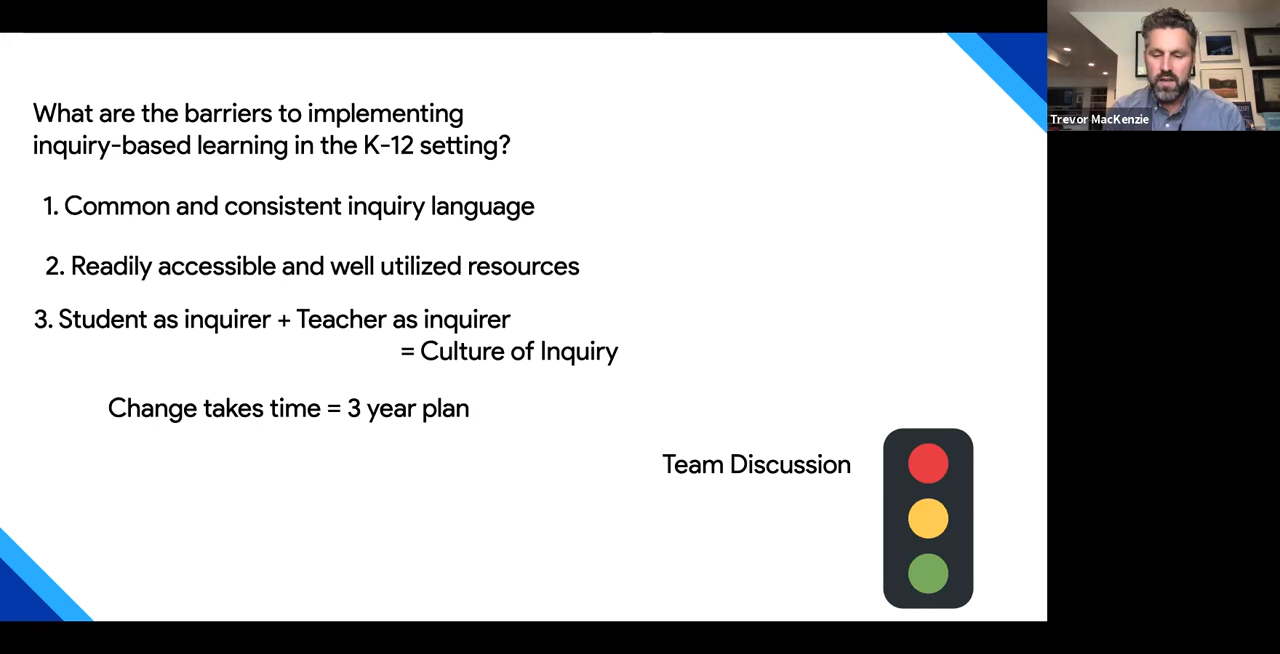 What are the barriers to implementing
inquiry-based learning in the K-12 setting?
1. Common and consistent inquiry language
2. Readily accessible and well utilized resources
3. Student as inquirer + Teacher as inquirer
= Culture of Inquiry
Change takes time = 3 year plan
Team Discussion
Trevor MacKenzie